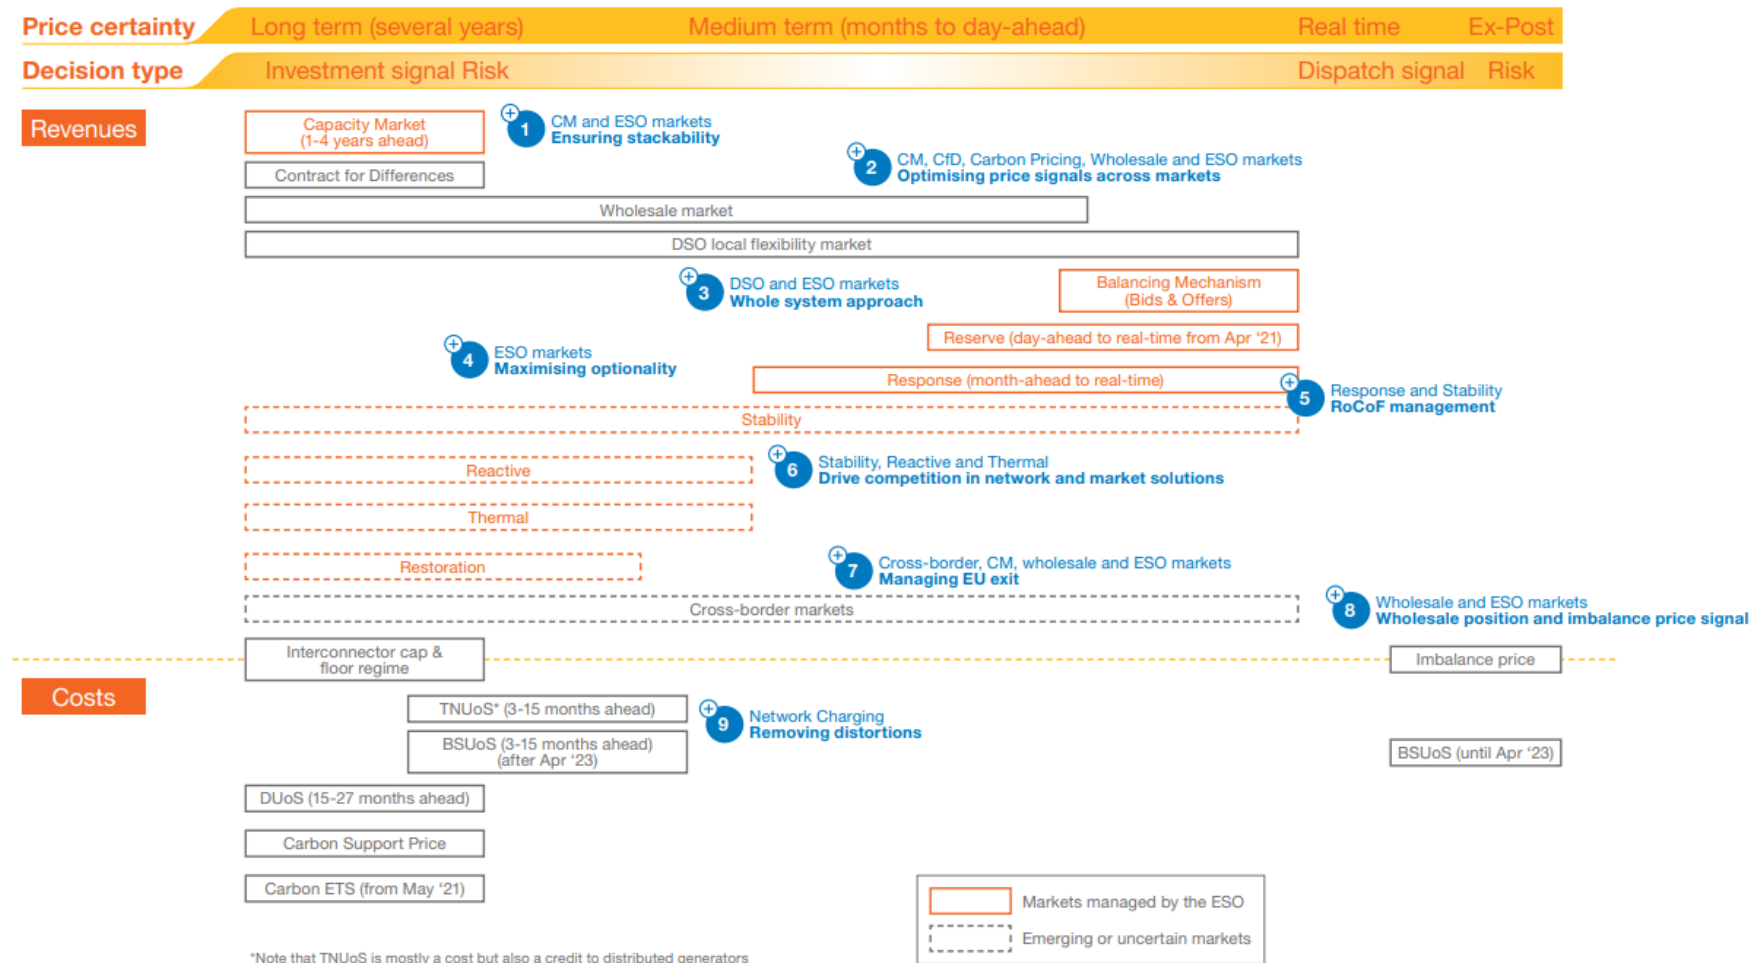 Price certainty Long term (several years) Medium term (months to day-ahead) Real time Ex-Post
Decision type Investment signal Risk Dispatch signal Risk
Revenues
Capacity Market
(1-4 years ahead)
+
1
CM and ESO markets
Ensuring stackability
Contract for Differences
+
2
CM, CfD, Carbon Pricing, Wholesale and ESO markets
Optimising price signals across markets
Wholesale market
DSO local flexibility market
+
3
DSO and ESO markets
Whole system approach
Balancing Mechanism
(Bids & Offers)
Reserve (day-ahead to real-time from Apr ‘21)
+
4
ESO markets
Maximising optionality
Response (month-ahead to real-time)
+
5
Response and Stability
RoCoF management
Stability
Reactive
+
6
Stability, Reactive and Thermal
Drive competition in network and market solutions
Thermal
Restoration
+
7
Cross-border, CM, wholesale and ESO markets
Managing EU exit
Cross-border markets
+
8
Wholesale and ESO markets
Wholesale position and imbalance price signal
Interconnector cap &
floor regime
Imbalance price
Costs
TNUoS* (3-15 months ahead)
+
9
Network Charging
Removing distortions
BSUoS (3-15 months ahead)
(after Apr ‘23)
BSUoS (until Apr ‘23)
DUoS (15-27 months ahead)
Carbon Support Price
Carbon ETS (from May ‘21)
Markets managed by the ESO
Emerging or uncertain markets
*Note that TNUoS is mostly a cost but also a credit to distributed generators